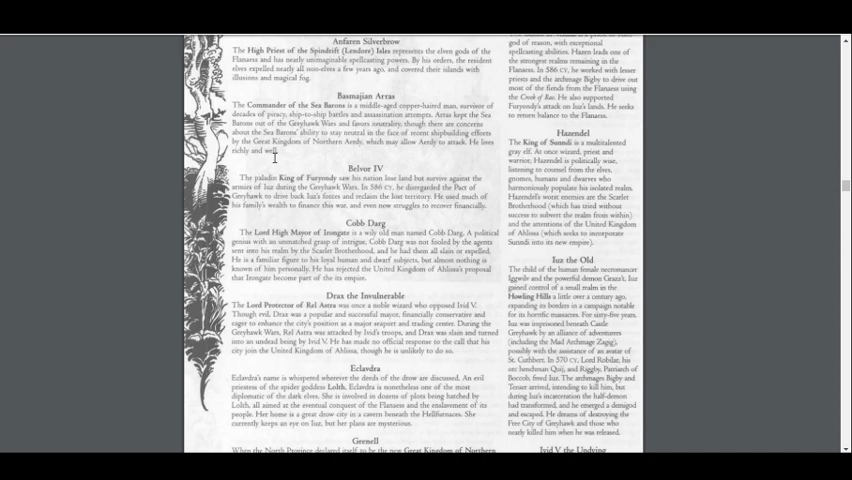 Anfaren Silverbrow
The High Priest of the Spindrift (Lendore) Isles represents the elven gods of the
Flanaess and has nearly unimaginable spellcasting powers. By his orders, the resident
elves expelled nearly all non-elves a few years ago, and covered their islands with
illusions and magical fog.
Basmajian Arras
The Commander of the Sea Barons is a middle-aged copper-haired man, survivor of
decades of piracy, ship-to-ship battles and assassination attempts. Arras kept the Sea
Barons out of the Greyhawk Wars and favors neutrality, though there are concerns
about the Sea Barons' ability to stay neutral in the face of recent shipbuilding efforts
by the Great Kingdom of Northern Aerdy, which may allow Aerdy to attack. He lives
richly and well.
Belvor IV
The paladin King of Furyondy saw his nation lose land but survive against the
armies of Iuz during the Greyhawk Wars. In 586 CY, he disregarded the Pact of
Greyhawk to drive back Iuz's forces and reclaim the lost territory. He used much of
his family's wealth to finance this war, and even now struggles to recover financially.
Cobb Darg
The Lord High Mayor of Irongate is a wily old man named Cobb Darg. A political
genius with an unmatched grasp of intrigue, Cobb Darg was not fooled by the agents
sent into his realm by the Scarlet Brotherhood, and he had them all slain or expelled.
He is a familiar figure to his loyal human and dwarf subjects, but almost nothing is
known of him personally. He has rejected the United Kingdom of Ahlissa's proposal
that Irongate become part of the its empire.
Drax the Invulnerable
The Lord Protector of Rel Astra was once a noble wizard who opposed Ivid V.
Though evil, Drax was a popular and successful mayor, financially conservative and
eager to enhance the city's position as a major seaport and trading center. During the
Greyhawk Wars, Rel Astra was attacked by Ivid's troops, and Drax was slain and turned
into an undead being by Ivid V. He has made no official response to the call that his
city join the United Kingdom of Ahlissa, though he is unlikely to do so.
Eclavdra
Eclavdra's name is whispered wherever the deeds of the drow are discussed. An evil
priestess of the spider goddess Lolth, Eclavdra is nonetheless one of the most
diplomatic of the dark elves. She is involved in dozens of plots being hatched by
Lolth, all aimed at the eventual conquest of the Flanaess and the enslavement of its
people. Her home is a great drow city in a cavern beneath the Hellfurnaces. She
currently keeps an eye on Iuz, but her plans are mysterious.
Grenell
When the North Province declared itself to be the new Great Kingdom of Northern
god of reason, with exceptional
spellcasting abilities. Hazen leads one
of the strongest realms remaining in the
Flanaess. In 586 CY, he worked with lesser
priests and the archmage Bigby to drive out
most of the fiends from the Flanaess using
the Crook of Rao. He also supported
Furyondy's attack on Iuz's lands. He seeks
to return balance to the Flanaess.
Hazendel
The King of Sunndi is a multitalented
gray elf. At once wizard, priest and
warrior, Hazendel is politically wise,
listening to counsel from the elves,
gnomes, humans and dwarves who
harmoniously populate his isolated realm.
Hazendel's worst enemies are the Scarlet
Brotherhood (which has tried without
success to subvert the realm from within)
and the attentions of the United Kingdom
of Ahlissa (which seeks to incorporate
Sunndi into its new empire).
Iuz the Old
The child of the human female necromancer
Iggwilv and the powerful demon Graz'zt, Iuz
gained control of a small realm in the
Howling Hills a little over a century ago,
expanding its borders in a campaign notable
for its horrific massacres. For sixty-five years,
Iuz was imprisoned beneath Castle
Greyhawk by an alliance of adventurers
(including the Mad Archmage Zagig),
possibly with the assistance of an avatar of
St. Cuthbert. In 570 CY, Lord Robilar, his
orc henchman Quij, and Riggby, Patriarch of
Boccob, freed Iuz. The archmages Bigby and
Tenser arrived, intending to kill him, but
during Iuz's incarceration the half-demon
had transformed, and he emerged a demigod
and escaped. He dreams of destroying the
Free City of Greyhawk and those who
nearly killed him when he was released.
Ivid V the Undying